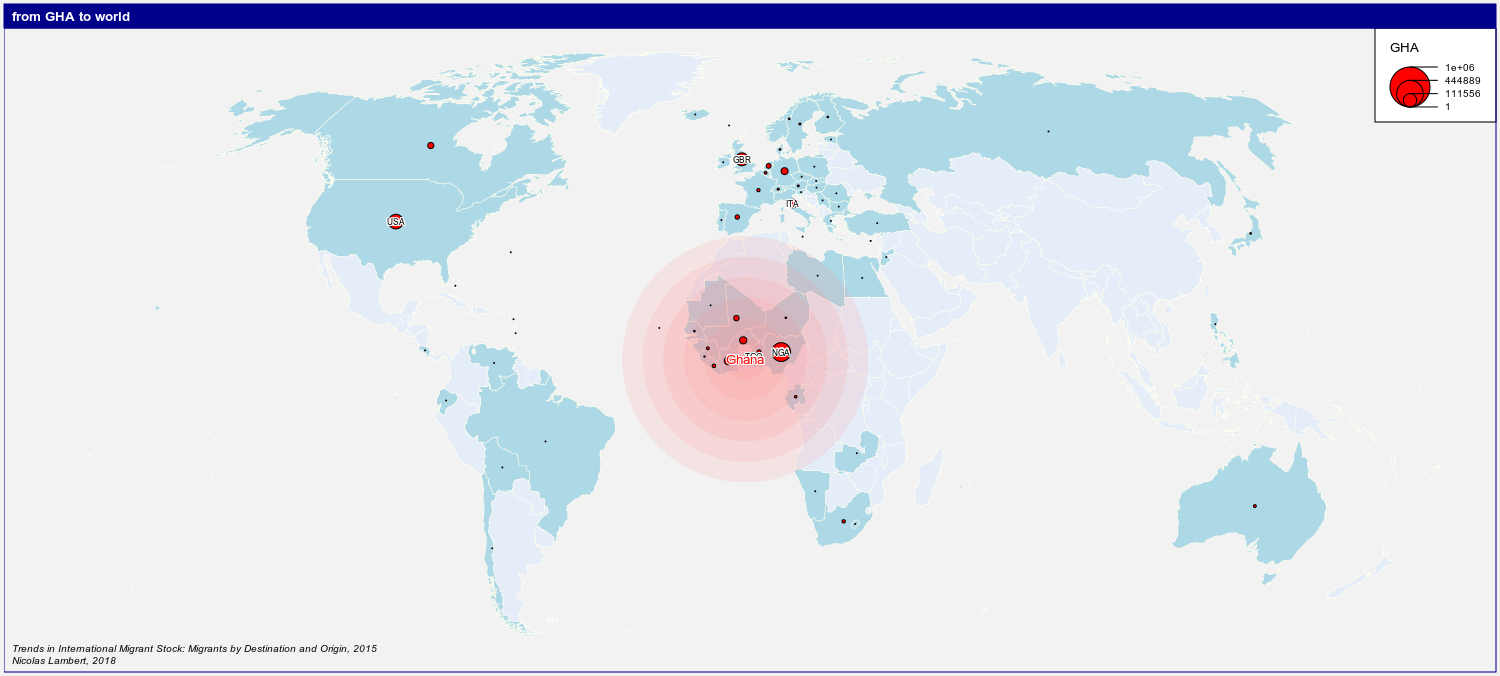 from GHA to world
GHA
1e+06
444889
111556
1
GBR
USA
ITA
TGO
NGA
Ghana
Trends in International Migrant Stock: Migrants by Destination and Origin, 2015
Nicolas Lambert, 2018